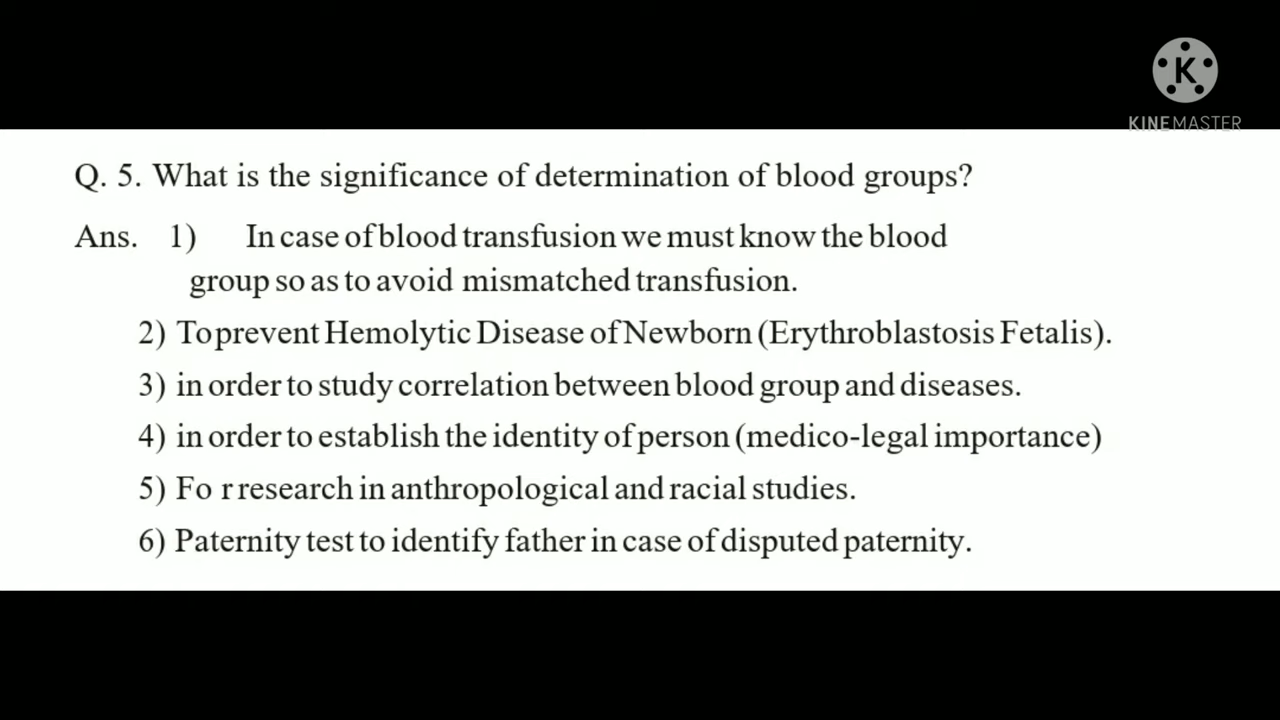 K
KINEMASTER
Q. 5. What is the significance of determination of blood groups?
Ans. 1) In case of blood transfusion we must know the blood
group so as to avoid mismatched transfusion.
2) To prevent Hemolytic Disease of Newborn (Erythroblastosis Fetalis).
3) in order to study correlation between blood group and diseases.
4) in order to establish the identity of person (medico-legal importance)
5) Fo r research in anthropological and racial studies.
6) Paternity test to identify father in case of disputed paternity.